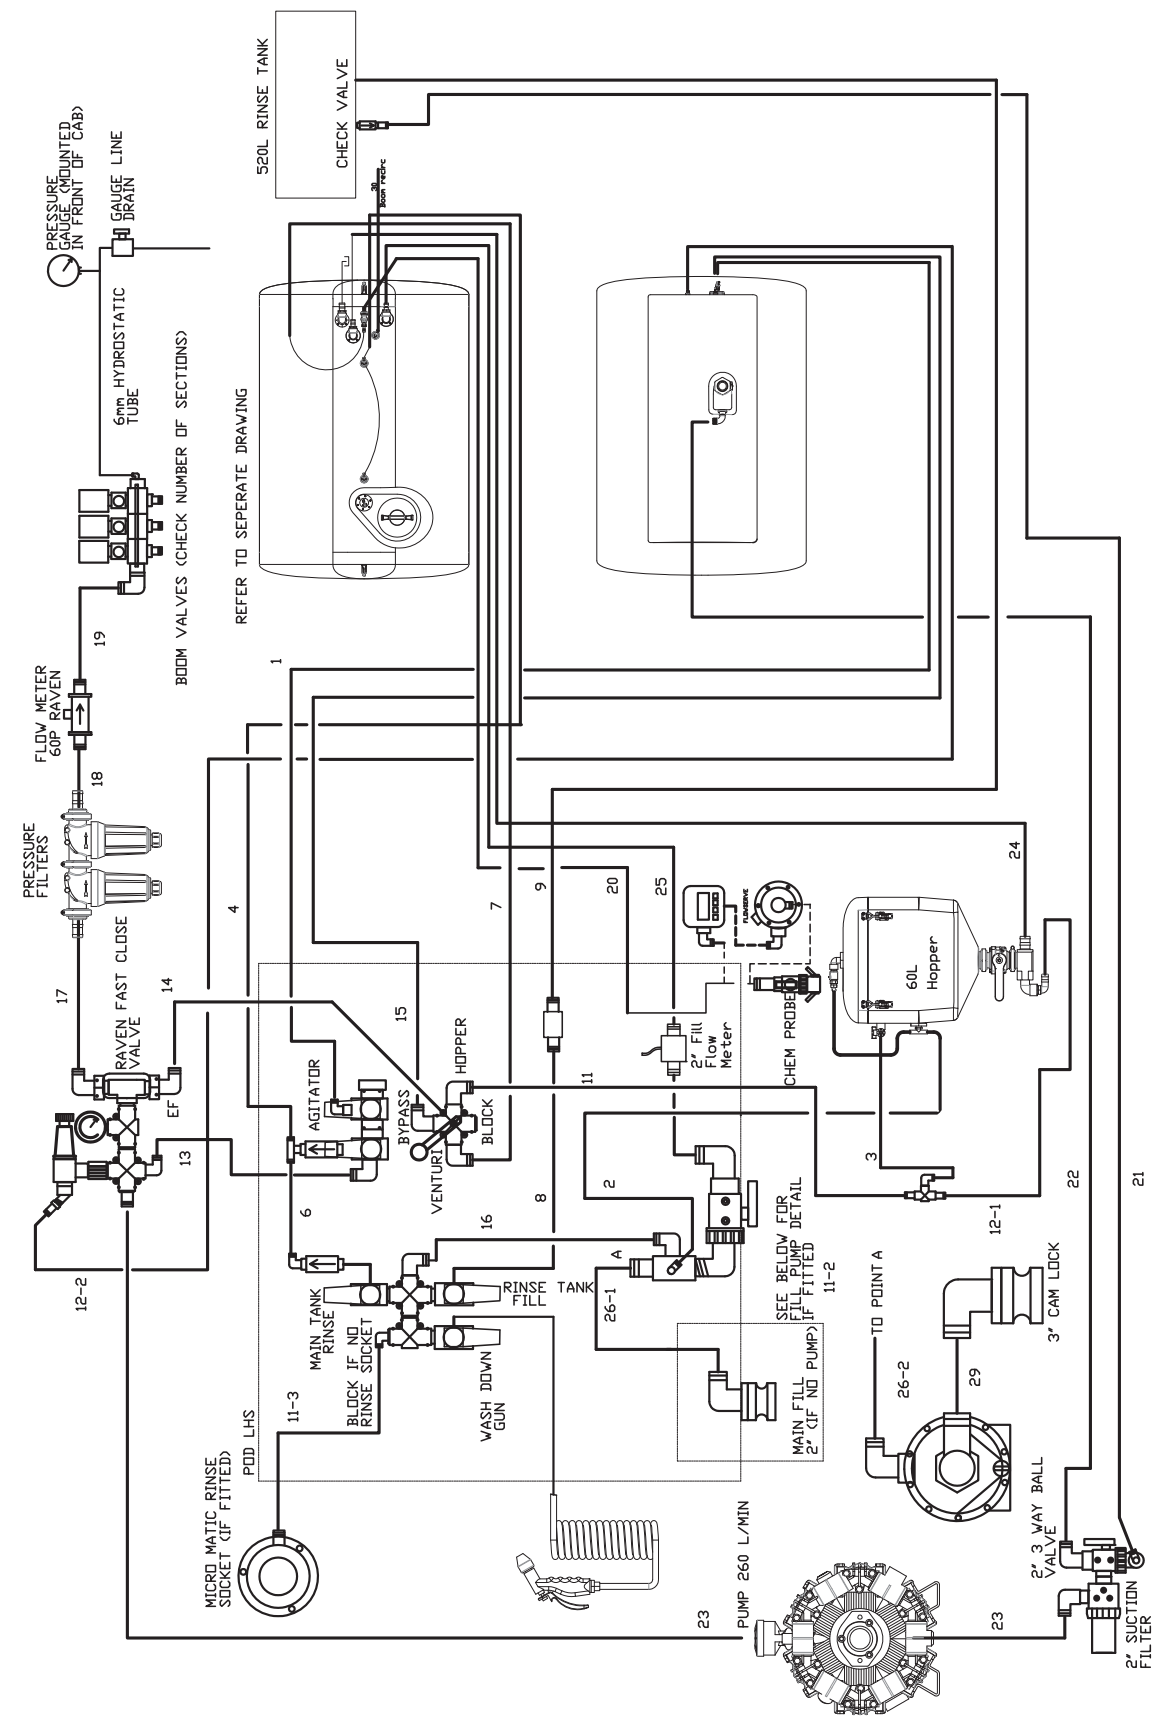 520L RINSE TANK
CHECK VALVE
PRESSURE
GAUGE (MOUNTED
IN FRONT OF CAB)
GAUGE LINE
DRAIN
30
Boom recirc
6mm HYDROSTATIC
TUBE
BOOM VALVES (CHECK NUMBER OF SECTIONS)
REFER TO SEPERATE DRAWING
19
FLOW METER
60P RAVEN
18
PRESSURE
FILTERS
1
4
7
9
20
25
24
FLOWSERVE
60L
Hopper
17
RAVEN FAST CLOSE
VALVE
14
EF
13
15
AGITATOR
BYPASS
HOPPER
BLOCK
VENTURI
11
2" Fill
Flow
Meter
CHEM PROBE
12-2
6
16
8
2
3
22
21
12-1
A
26-1
SEE BELOW FOR
FILL PUMP DETAIL
IF FITTED
11-2
MAIN TANK
RINSE
RINSE TANK
FILL
BLOCK IF NO
RINSE SOCKET
11-3
WASH DOWN
GUN
POD LHS
MICRO MATIC RINSE
SOCKET (IF FITTED)
MAIN FILL
2" (IF NO PUMP)
TO POINT A
26-2
29
3" CAM LOCK
23
PUMP 260 L/MIN
23
2" 3 WAY BALL
VALVE
2" SUCTION
FILTER